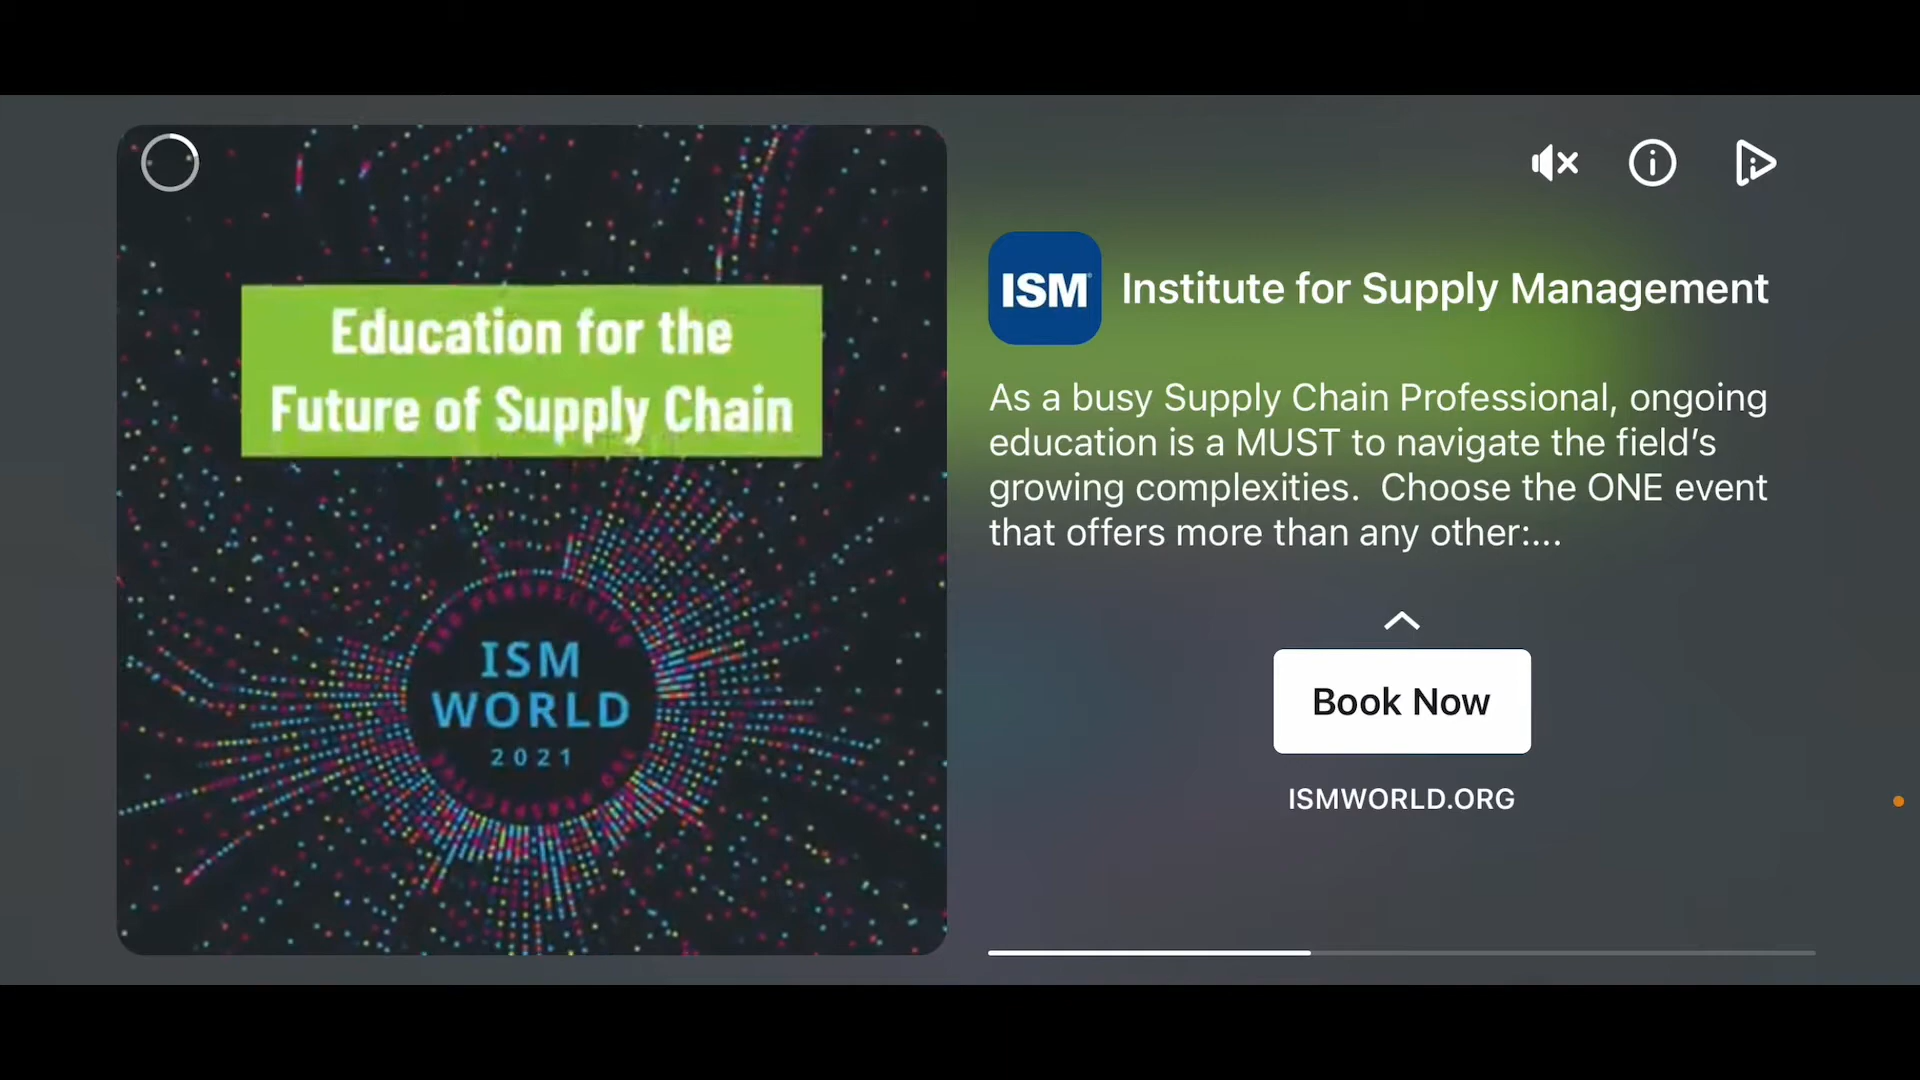 Education for the
Future of Supply Chain
360 PERSPECTIVE
ISM
WORLD
2021
ISM
Institute for Supply Management
As a busy Supply Chain Professional, ongoing
education is a MUST to navigate the field’s
growing complexities.  Choose the ONE event
that offers more than any other:...
Book Now
ISMWORLD.ORG